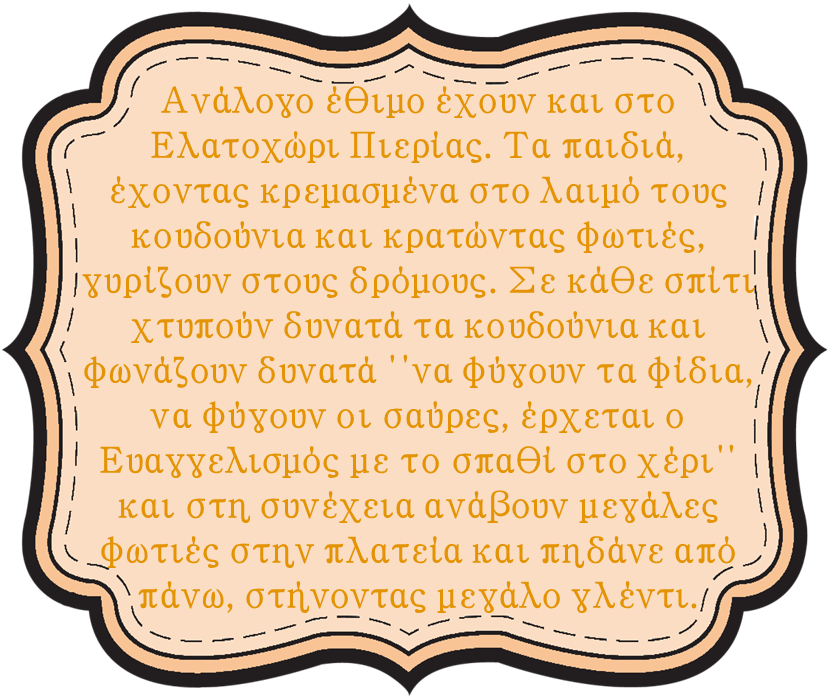 Ανάλογο έθιμο έχουν και στο
Ελατοχώρι Πιερίας. Τα παιδιά,
έχοντας κρεμασμένα στο λαιμό τους
κουδούνια και κρατώντας φωτιές,
γυρίζουν στους δρόμους. Σε κάθε σπίτι
χτυπούν δυνατά τα κουδούνια και
φωνάζουν δυνατά ''να φύγουν τα φίδια,
να φύγουν οι σαύρες, έρχεται ο
Ευαγγελισμός με το σπαθί στο χέρι''
και στη συνέχεια ανάβουν μεγάλες
φωτιές στην πλατεία και πηδάνε από
πάνω, στήνοντας μεγάλο γλέντι.